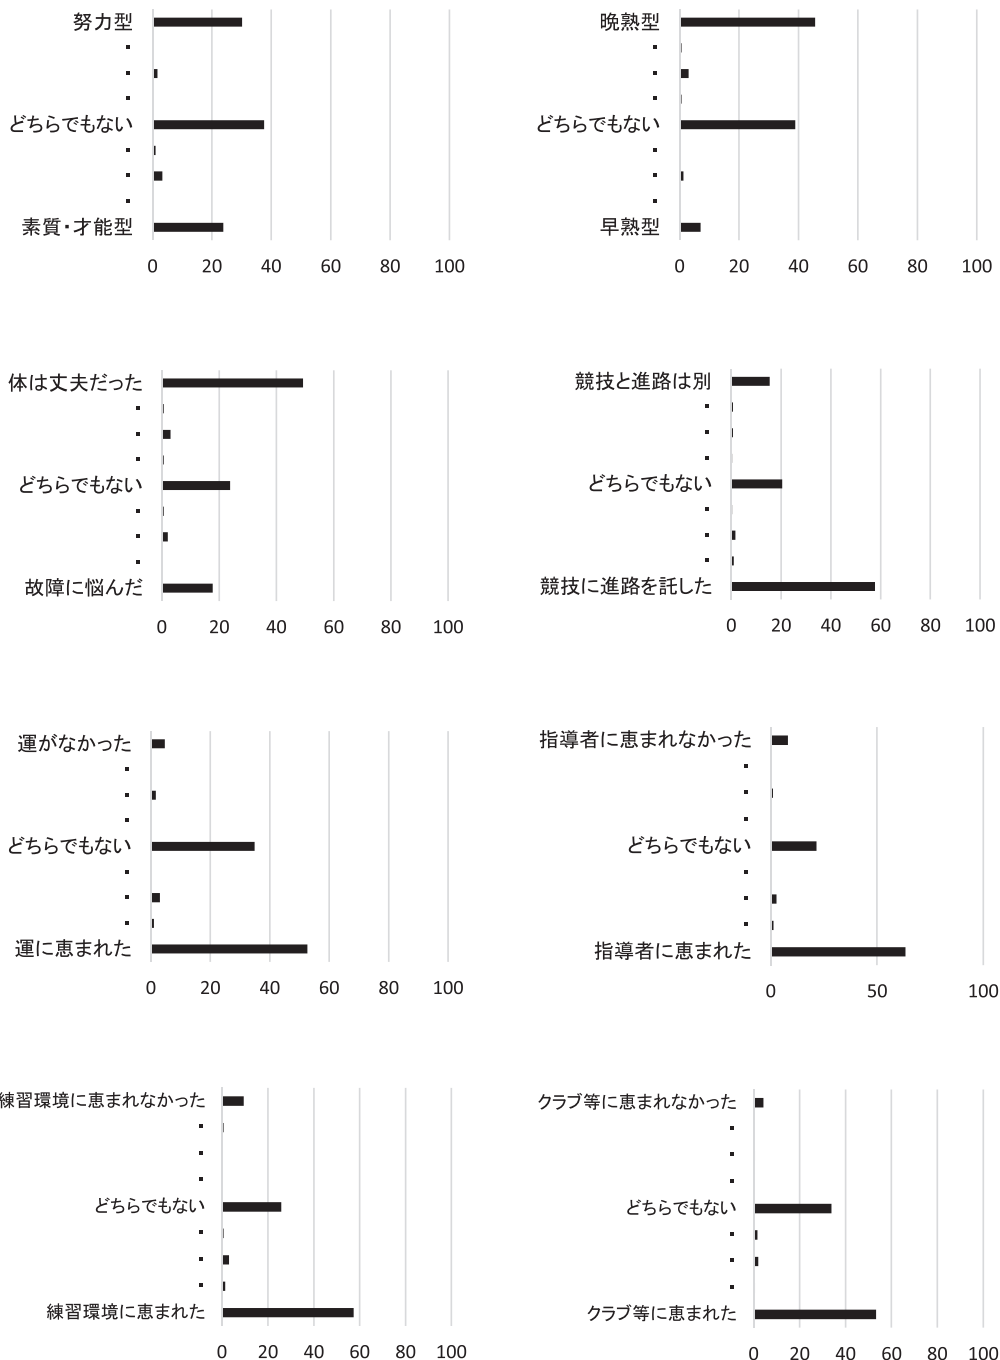 努力型
・
・
・
どちらでもない
・
・
・
素質・才能型
0 20 40 60 80 100
晩熟型
・
・
・
どちらでもない
・
・
・
早熟型
0 20 40 60 80 100
体は丈夫だった
・
・
・
どちらでもない
・
・
・
故障に悩んだ
0 20 40 60 80 100
競技と進路は別
・
・
・
どちらでもない
・
・
・
競技に進路を託した
0 20 40 60 80 100
運がなかった
・
・
・
どちらでもない
・
・
・
運に恵まれた
0 20 40 60 80 100
指導者に恵まれなかった
・
・
・
どちらでもない
・
・
・
指導者に恵まれた
0 50 100
練習環境に恵まれなかった
・
・
・
どちらでもない
・
・
・
練習環境に恵まれた
0 20 40 60 80 100
クラブ等に恵まれなかった
・
・
・
どちらでもない
・
・
・
クラブ等に恵まれた
0 20 40 60 80 100